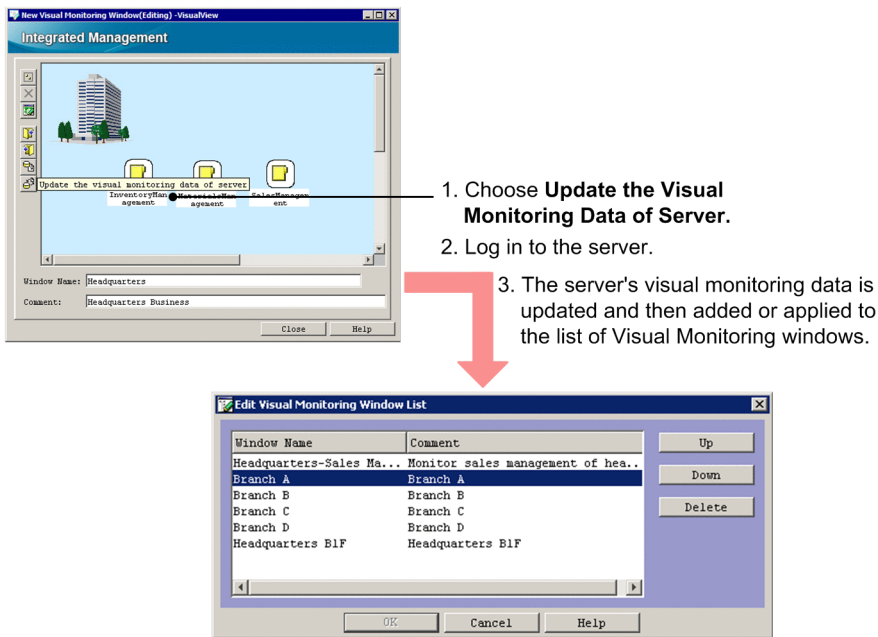 New Visual Monitoring Window(Editing) -VisualView
Integrated Management
Update the visual monitoring data of server
InventoryMan
agement
MaterialsMan
agement
SalesManagem
ent
Window Name: Headquarters
Comment: Headquarters Business
Close Help
1. Choose Update the Visual
Monitoring Data of Server.
2. Log in to the server.
3. The server's visual monitoring data is
updated and then added or applied to
the list of Visual Monitoring windows.
Edit Visual Monitoring Window List
Window Name Comment
Headquarters-Sales Ma... Monitor sales management of hea..
Branch A Branch A
Branch B Branch B
Branch C Branch C
Branch D Branch D
Headquarters B1F Headquarters B1F
Up
Down
Delete
OK Cancel Help